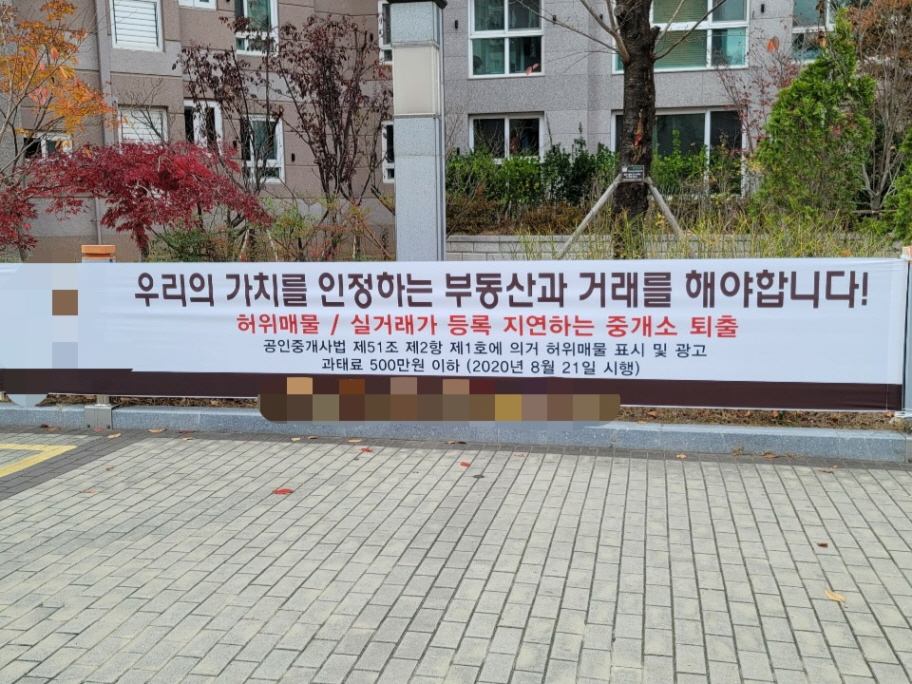 우리의 가치를 인정하는 부동산과 거래를 해야합니다!
허위매물 / 실거래가 등록 지연하는 중개소 퇴출
공인중개사법 제51조 제2항 제1호에 의거 허위매물 표시 및 광고
과태료 500만원 이하 (2020년 8월 21일 시행)